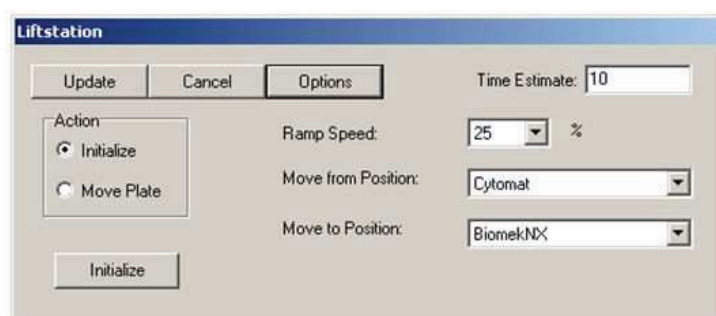 Liftstation
Update Cancel Options Time Estimate: 10
Action
Initialize
Move Plate
Ramp Speed: 25 %
Move from Position: Cytomat
Move to Position: BiomekNX
Initialize